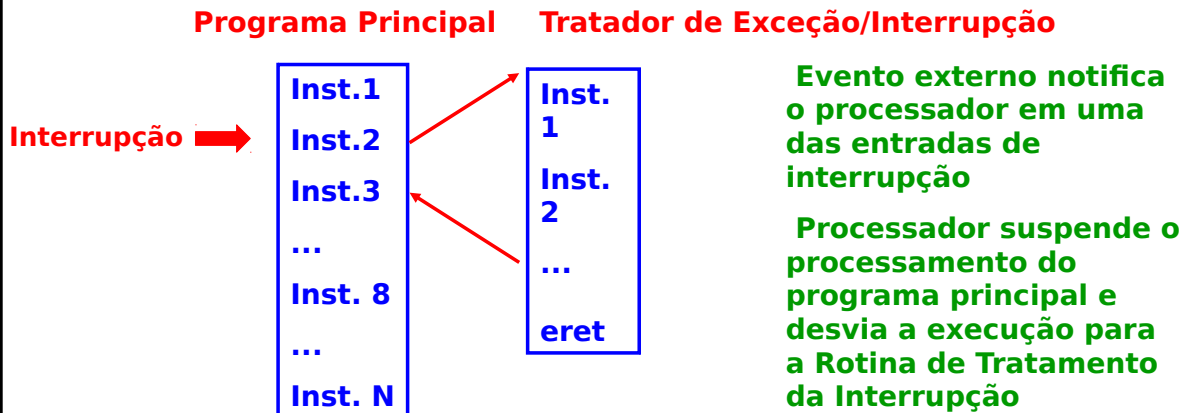 Programa Principal
Tratador de Exceção/Interrupção
Interrupção
Inst.1
Inst.2
Inst.3
...
Inst. 8
...
Inst. N
Inst.
1
Inst.
2
...
eret
Evento externo notifica
o processador em uma
das entradas de
interrupção
Processador suspende o
processamento do
programa principal e
desvia a execução para
a Rotina de Tratamento
da Interrupção